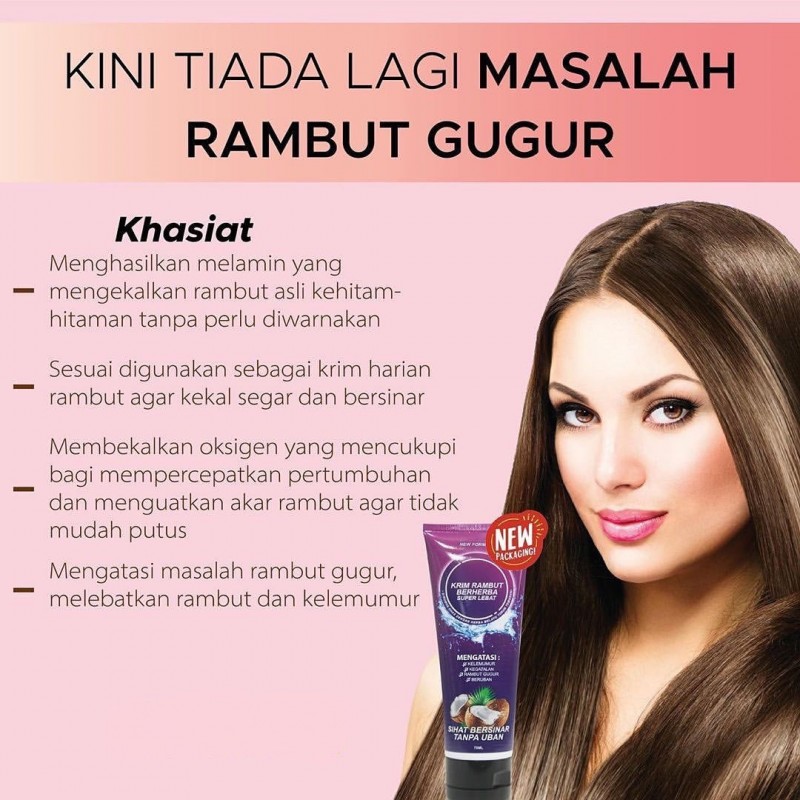 KINI TIADA LAGI MASALAH
RAMBUT GUGUR
Khasiat
Menghasilkan melamin yang
mengekalkan rambut asli kehitam-
hitaman tanpa perlu diwarnakan
Sesuai digunakan sebagai krim harian
rambut agar kekal segar dan bersinar
Membekalkan oksigen yang mencukupi
bagi mempercepatkan pertumbuhan
dan menguatkan akar rambut agar tidak
mudah putus
Mengatasi masalah rambut gugur,
melebatkan rambut dan kelemumur
NEW
PACKAGING!
NEW FORM
KRIM RAMBUT
BERHERBA
SUPER LEBAT
MENGATASI :
KELEMUMUR
KEGATALAN
RAMBUT GUGUR
BERUBAN
SIHAT BERSINAR
TANPA UBAN